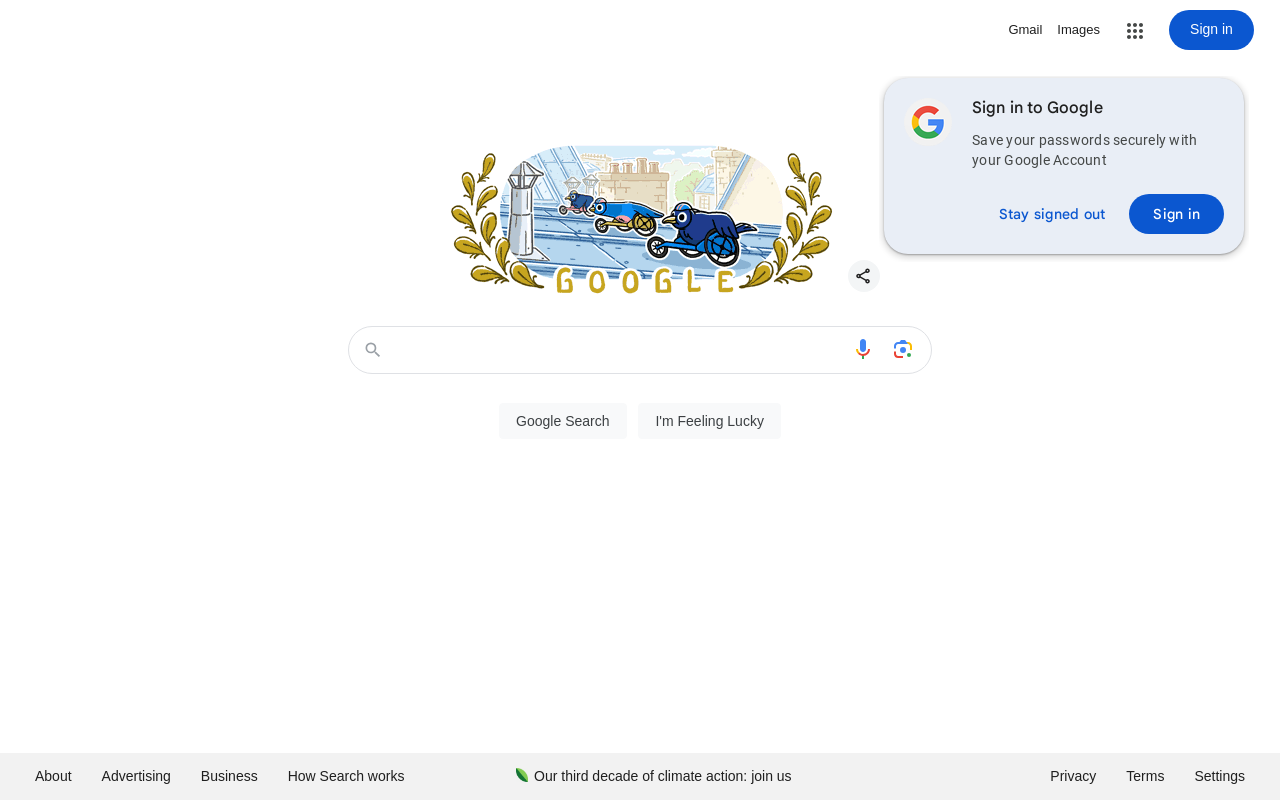 Gmail Images Sign in
Sign in to Google
Save your passwords securely with
your Google Account
Stay signed out Sign in
GOOGLE
Google Search I'm Feeling Lucky
About Advertising Business How Search works Our third decade of climate action: join us Privacy Terms Settings